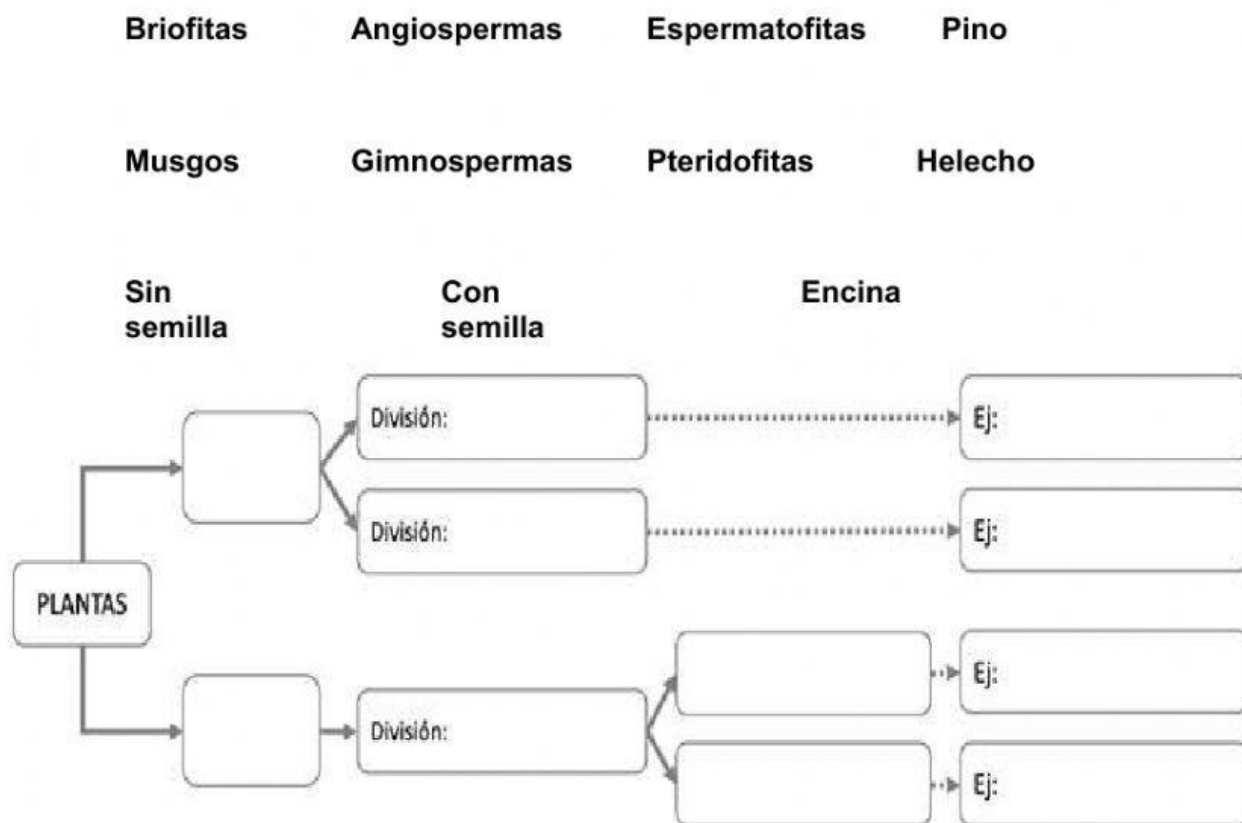 Briofitas Angiospermas Espermatofitas Pino
Musgos Gimnospermas Pteridofitas Helecho
Sin semilla Con semilla Encina
División: Ej:
División: Ej:
PLANTAS
Ej:
División:
Ej: